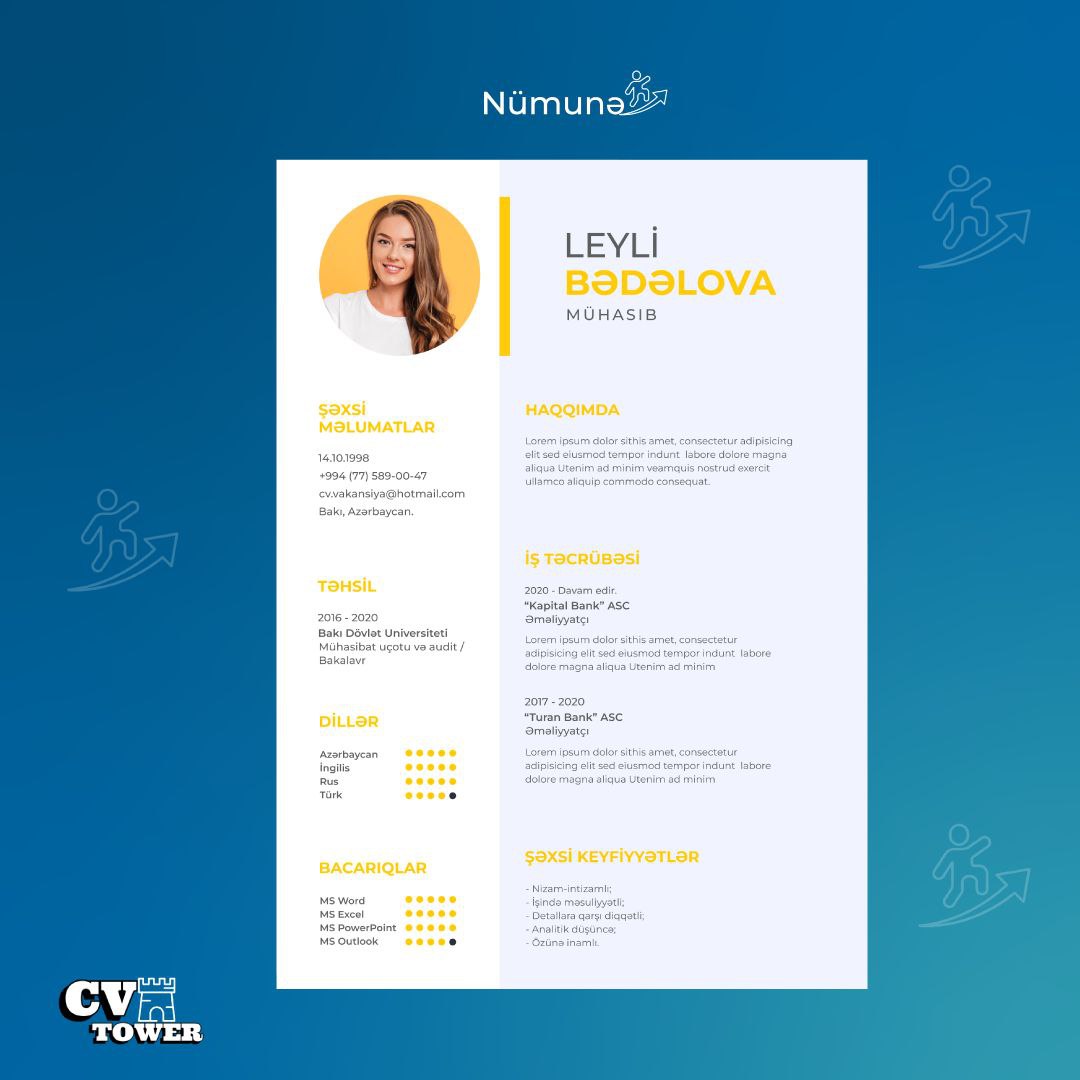 Nümunə
LEYLİ
BƏDƏLOVA
MÜHASIB
ŞƏXSİ
MƏLUMATLAR
14.10.1998
+994 (77) 589-00-47
cv.vakansiya@hotmail.com
Bakı, Azərbaycan.
TƏHSİL
2016 - 2020
Bakı Dövlət Universiteti
Mühasibat uçotu və audit /
Bakalavr
DİLLƏR
Azərbaycan
İngilis
Rus
Türk
BACARIQLAR
MS Word
MS Excel
MS PowerPoint
MS Outlook
HAQQIMDA
Lorem ipsum dolor sithis amet, consectetur adipisicing
elit sed eiusmod tempor indunt labore dolore magna
aliqua Utenim ad minim veamquis nostrud exercit
ullamco aliquip commodo consequat.
İŞ TƏCRÜBƏSİ
2020 - Davam edir.
“Kapital Bank” ASC
Əməliyyatçı
Lorem ipsum dolor sithis amet, consectetur
adipisicing elit sed eiusmod tempor indunt labore
dolore magna aliqua Utenim ad minim
2017 - 2020
“Turan Bank” ASC
Əməliyyatçı
Lorem ipsum dolor sithis amet, consectetur
adipisicing elit sed eiusmod tempor indunt labore
dolore magna aliqua Utenim ad minim
ŞƏXSİ KEYFİYYƏTLƏR
- Nizam-intizamlı;
- İşində məsuliyyətli;
- Detallara qarşı diqqətli;
- Analitik düşüncə;
- Özünə inamlı.
CV
TOWER